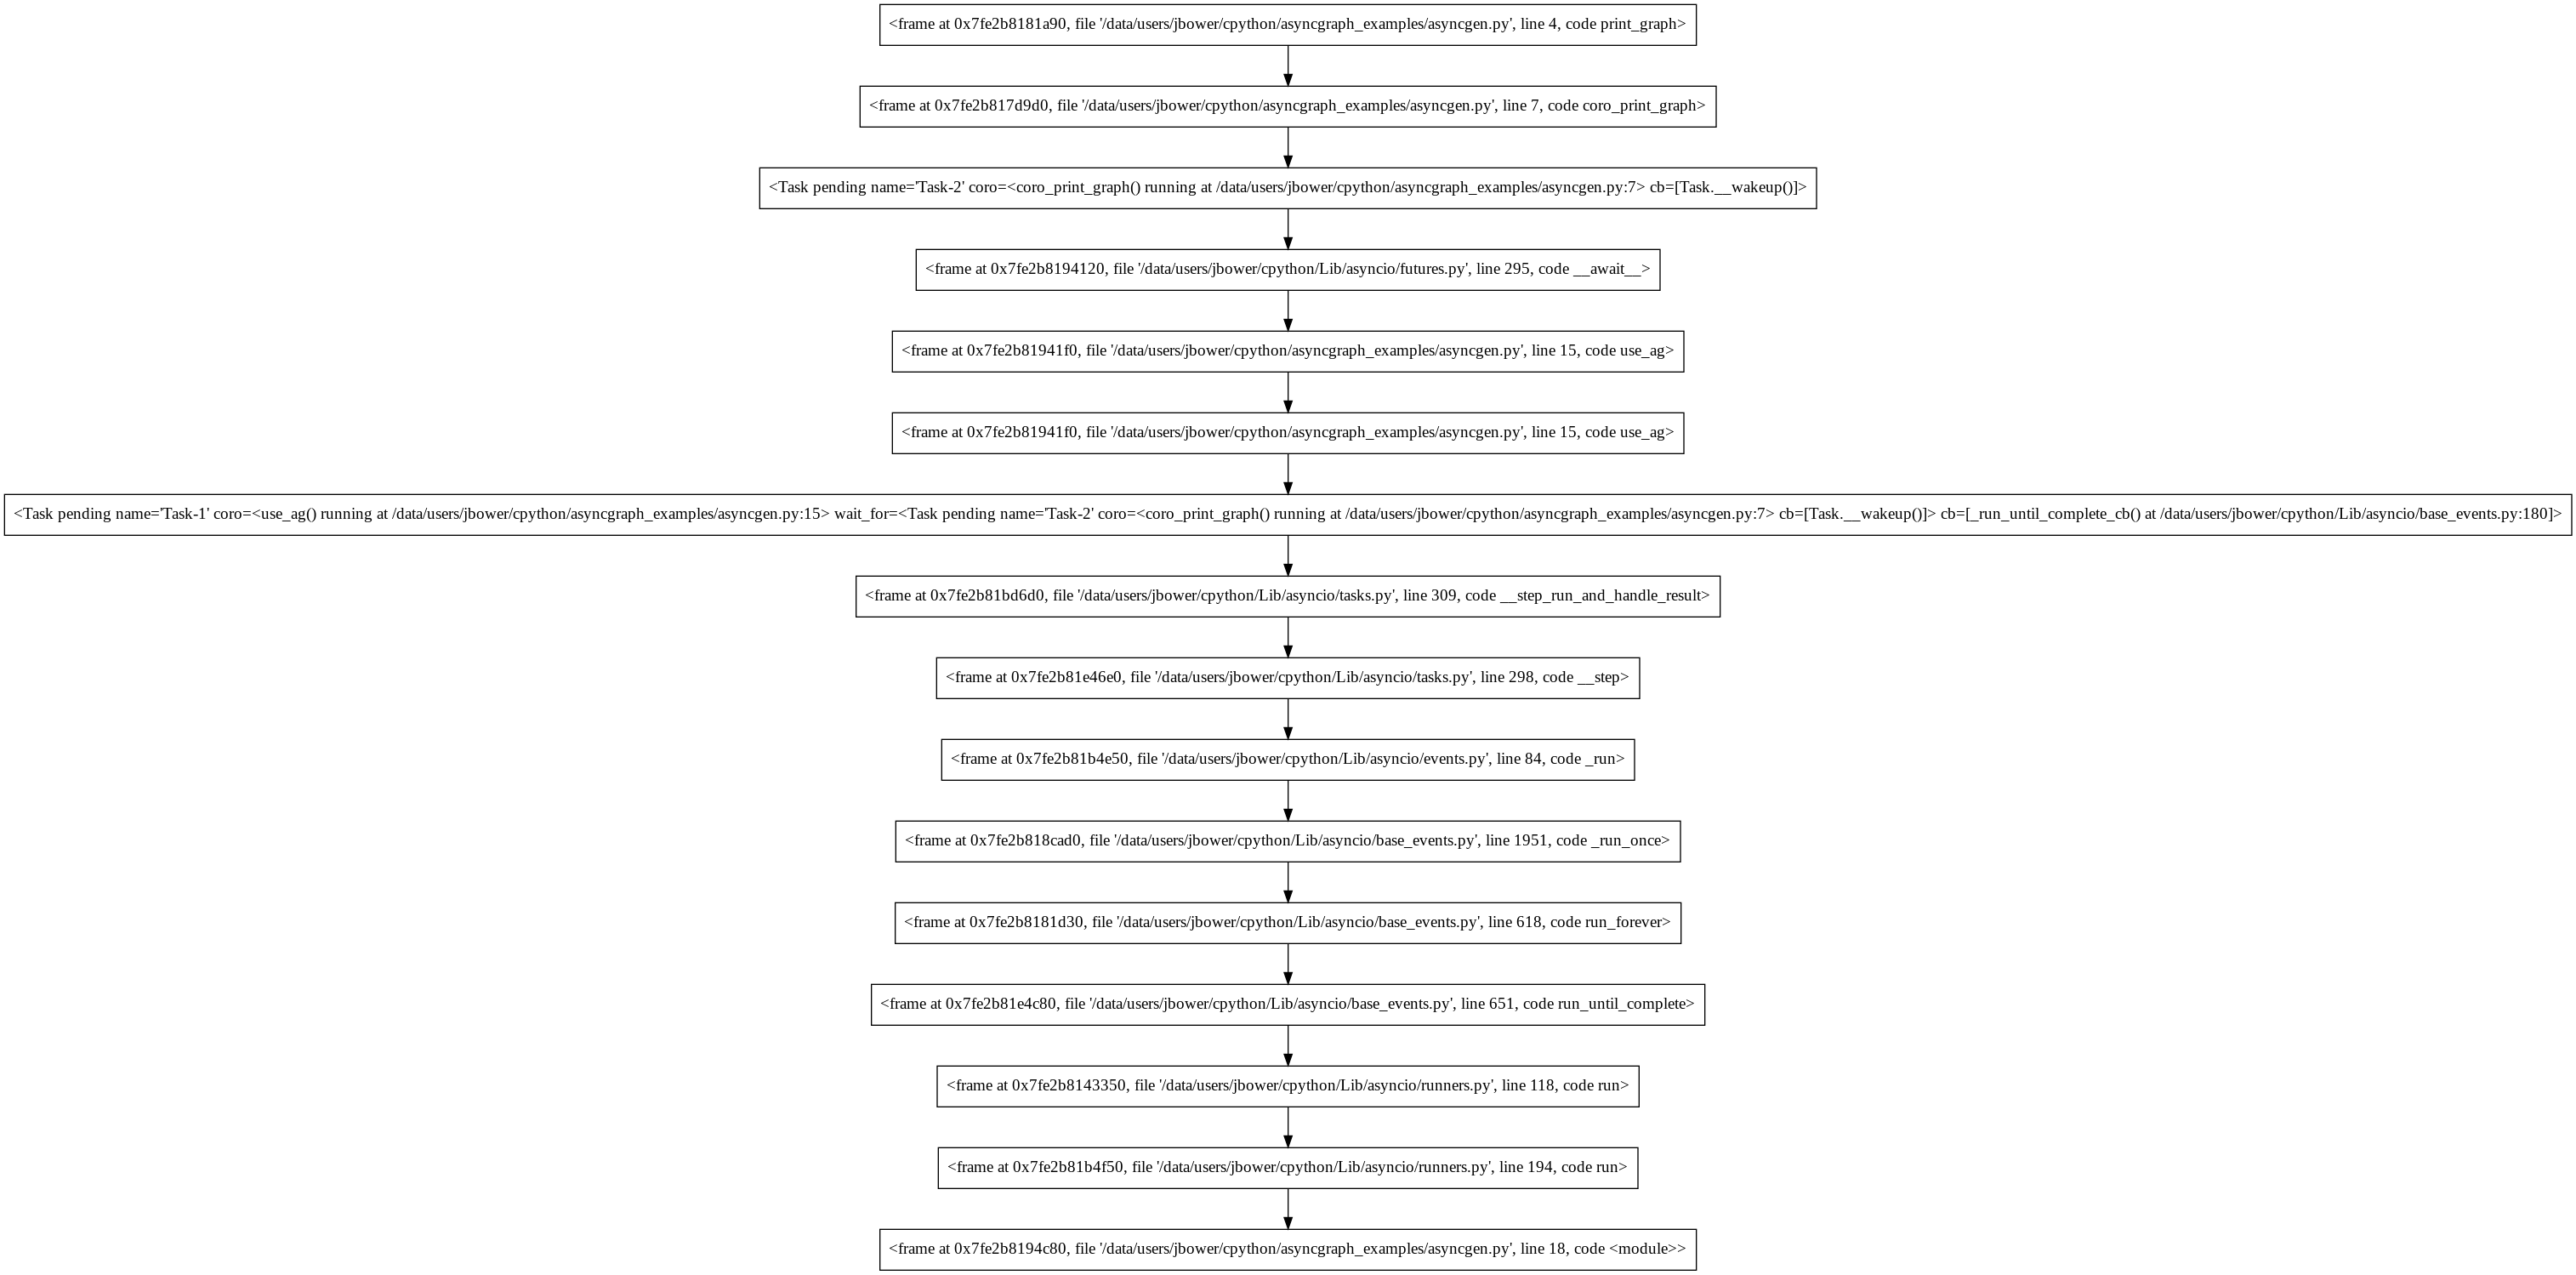 <frame at 0x7fe2b8181a90, file '/data/users/jbower/cpython/asyncgraph_examples/asyncgen.py', line 4, code print_graph>
<frame at 0x7fe2b817d9d0, file '/data/users/jbower/cpython/asyncgraph_examples/asyncgen.py', line 7, code coro_print_graph>
<Task pending name='Task-2' coro=<coro_print_graph() running at /data/users/jbower/cpython/asyncgraph_examples/asyncgen.py:7> cb=[Task.__wakeup()]>
<frame at 0x7fe2b8194120, file '/data/users/jbower/cpython/Lib/asyncio/futures.py', line 295, code __await__>
<frame at 0x7fe2b81941f0, file '/data/users/jbower/cpython/asyncgraph_examples/asyncgen.py', line 15, code use_ag>
<frame at 0x7fe2b81941f0, file '/data/users/jbower/cpython/asyncgraph_examples/asyncgen.py', line 15, code use_ag>
<Task pending name='Task-1' coro=<use_ag() running at /data/users/jbower/cpython/asyncgraph_examples/asyncgen.py:15> wait_for=<Task pending name='Task-2' coro=<coro_print_graph() running at /data/users/jbower/cpython/asyncgraph_examples/asyncgen.py:7> cb=[Task.__wakeup()]> cb=[_run_until_complete_cb() at /data/users/jbower/cpython/Lib/asyncio/base_events.py:180]>
<frame at 0x7fe2b81bd6d0, file '/data/users/jbower/cpython/Lib/asyncio/tasks.py', line 309, code __step_run_and_handle_result>
<frame at 0x7fe2b81e46e0, file '/data/users/jbower/cpython/Lib/asyncio/tasks.py', line 298, code __step>
<frame at 0x7fe2b81b4e50, file '/data/users/jbower/cpython/Lib/asyncio/events.py', line 84, code _run>
<frame at 0x7fe2b818cad0, file '/data/users/jbower/cpython/Lib/asyncio/base_events.py', line 1951, code _run_once>
<frame at 0x7fe2b8181d30, file '/data/users/jbower/cpython/Lib/asyncio/base_events.py', line 618, code run_forever>
<frame at 0x7fe2b81e4c80, file '/data/users/jbower/cpython/Lib/asyncio/base_events.py', line 651, code run_until_complete>
<frame at 0x7fe2b8143350, file '/data/users/jbower/cpython/Lib/asyncio/runners.py', line 118, code run>
<frame at 0x7fe2b81b4f50, file '/data/users/jbower/cpython/Lib/asyncio/runners.py', line 194, code run>
<frame at 0x7fe2b8194c80, file '/data/users/jbower/cpython/asyncgraph_examples/asyncgen.py', line 18, code <module>>